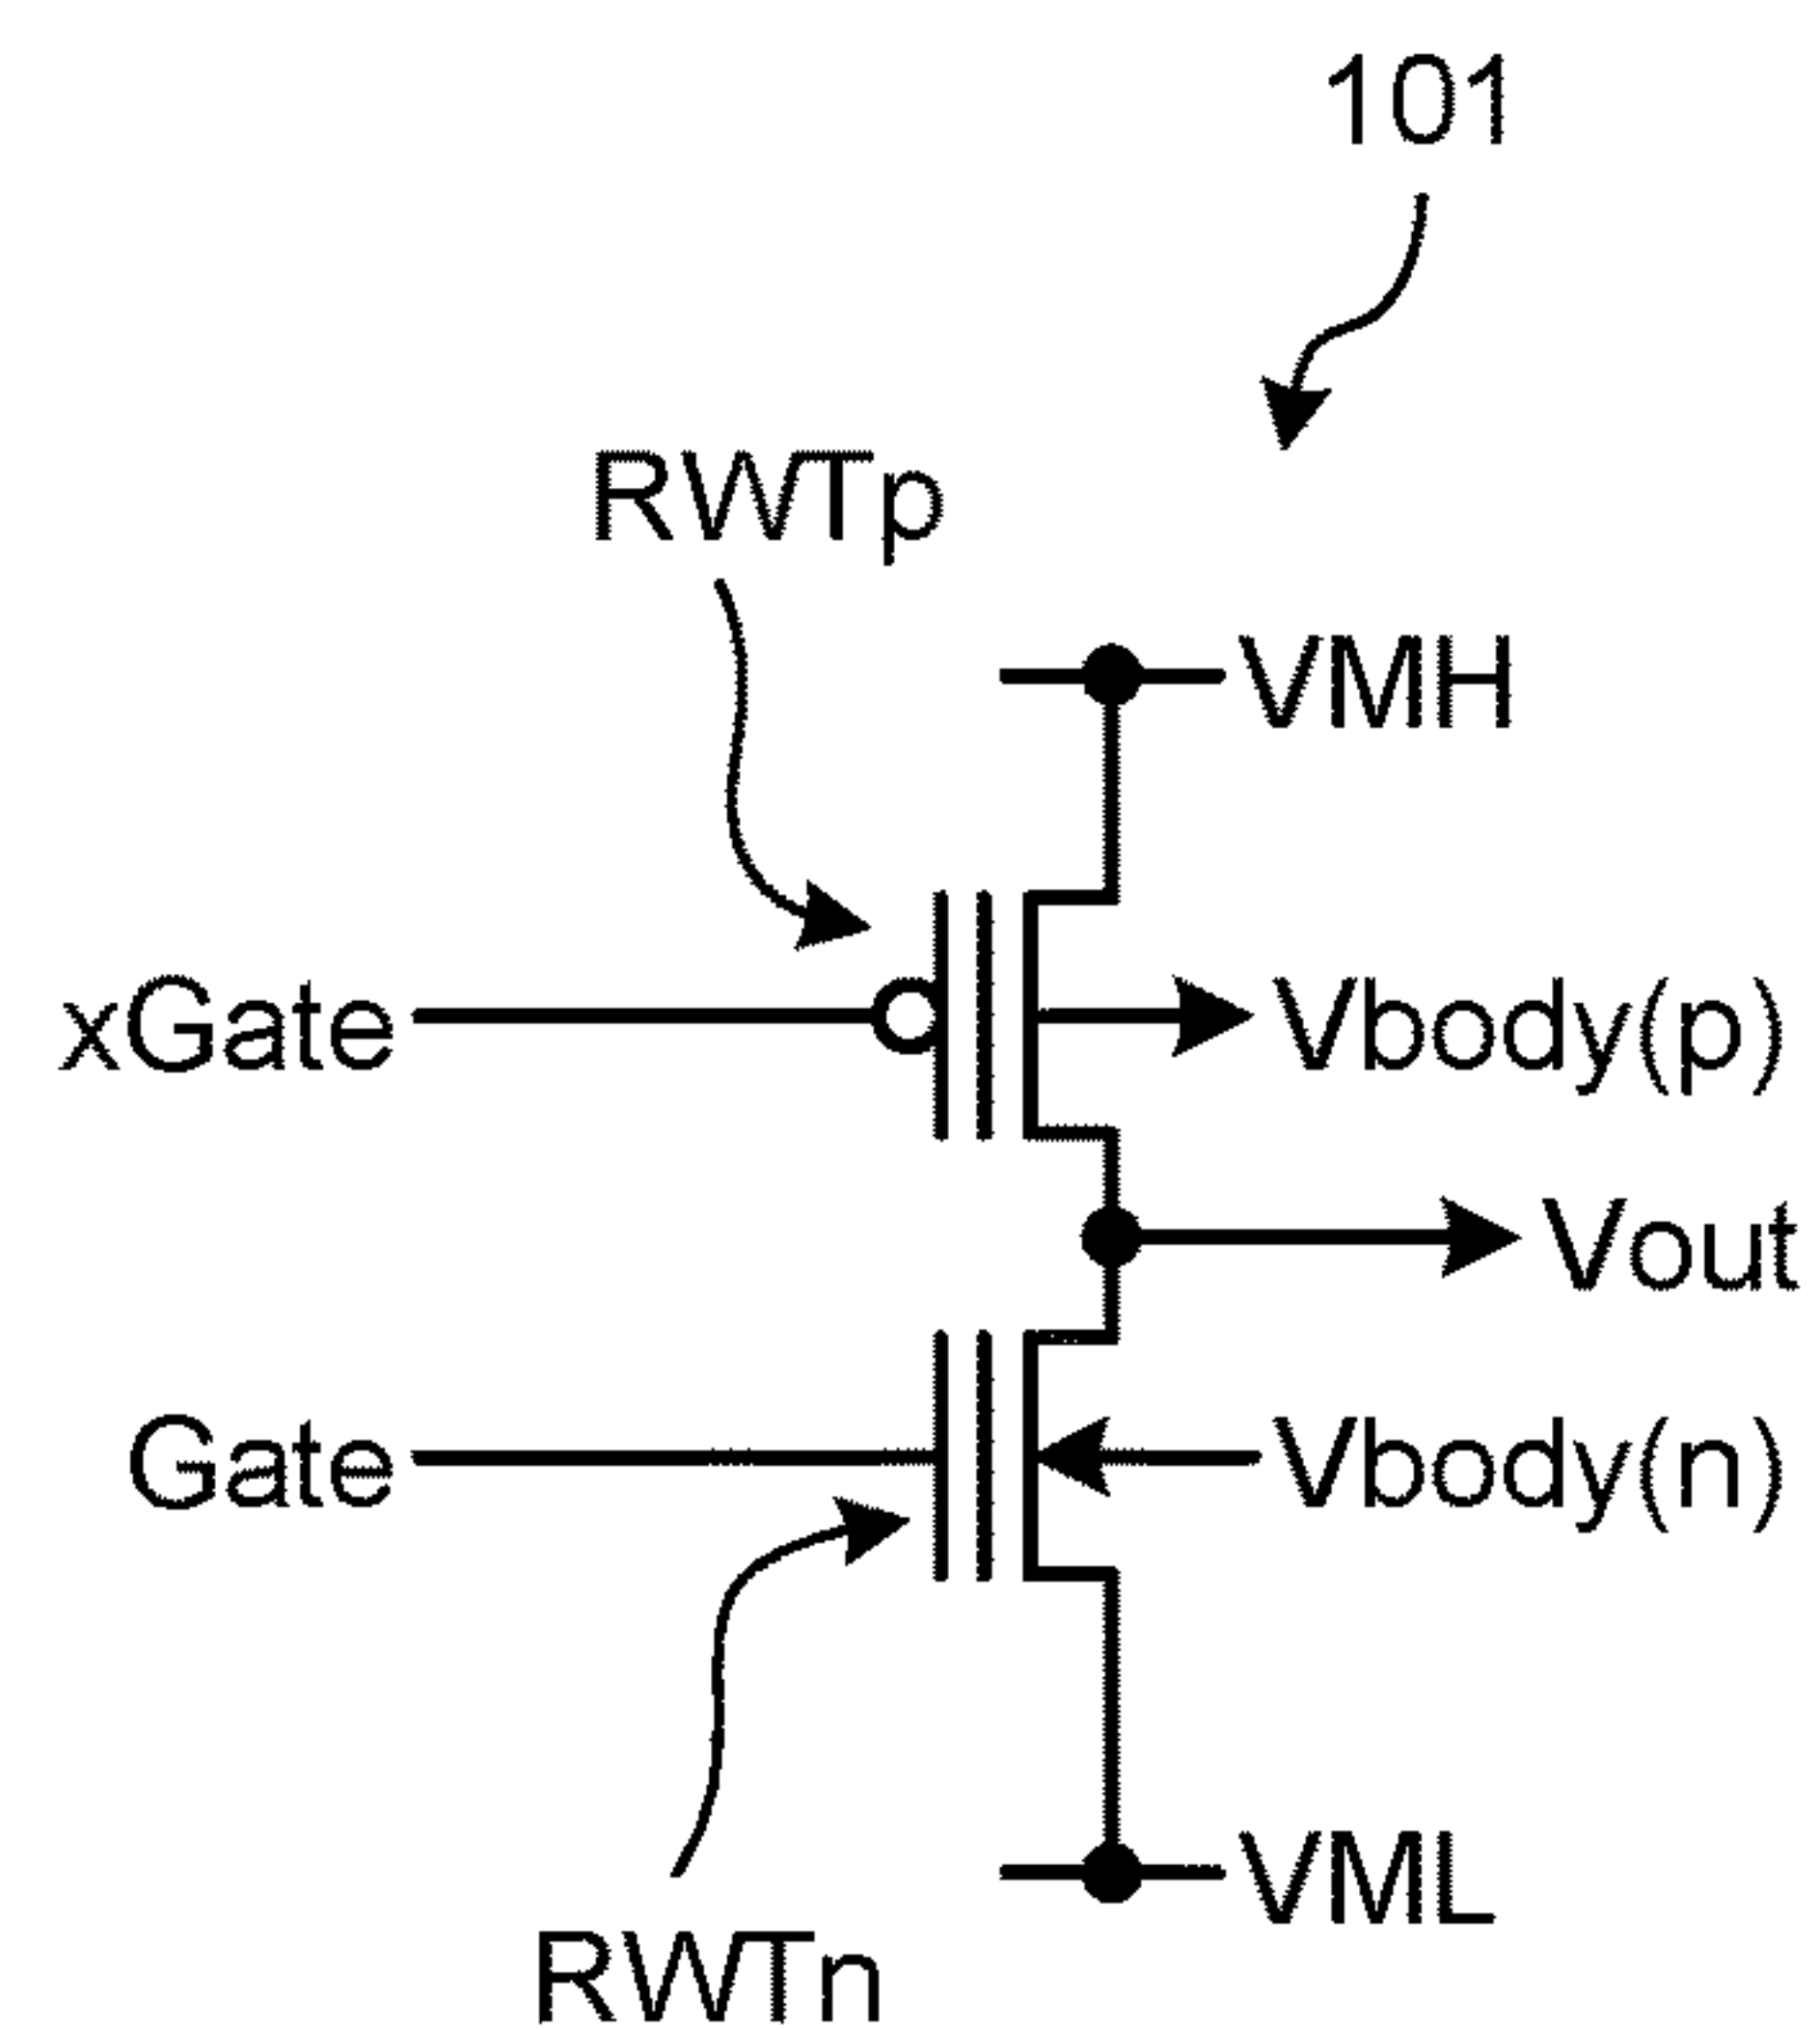 101
RWTp
VMH
xGate
Vbody(p)
Vout
Gate
Vbody(n)
VML
RWTn